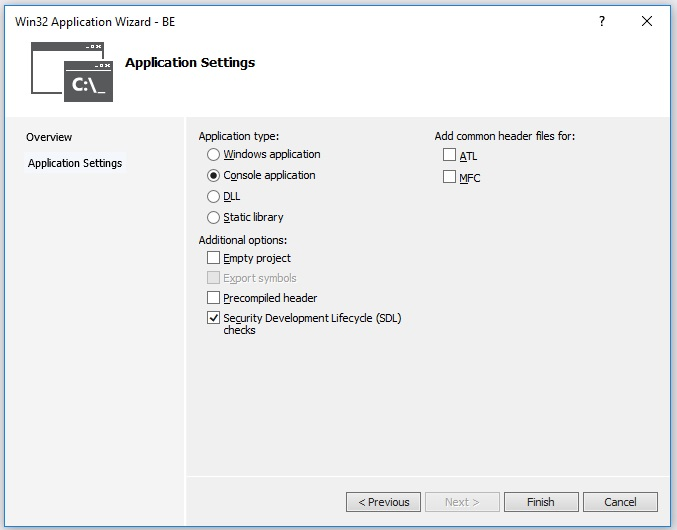 Win32 Application Wizard - BE
?
C:\_
Application Settings
Overview
Application Settings
Application type:
Windows application
Console application
DLL
Static library
Additional options:
Empty project
Export symbols
Precompiled header
Security Development Lifecycle (SDL)
checks
Add common header files for:
ATL
MFC
< Previous
Next >
Finish
Cancel